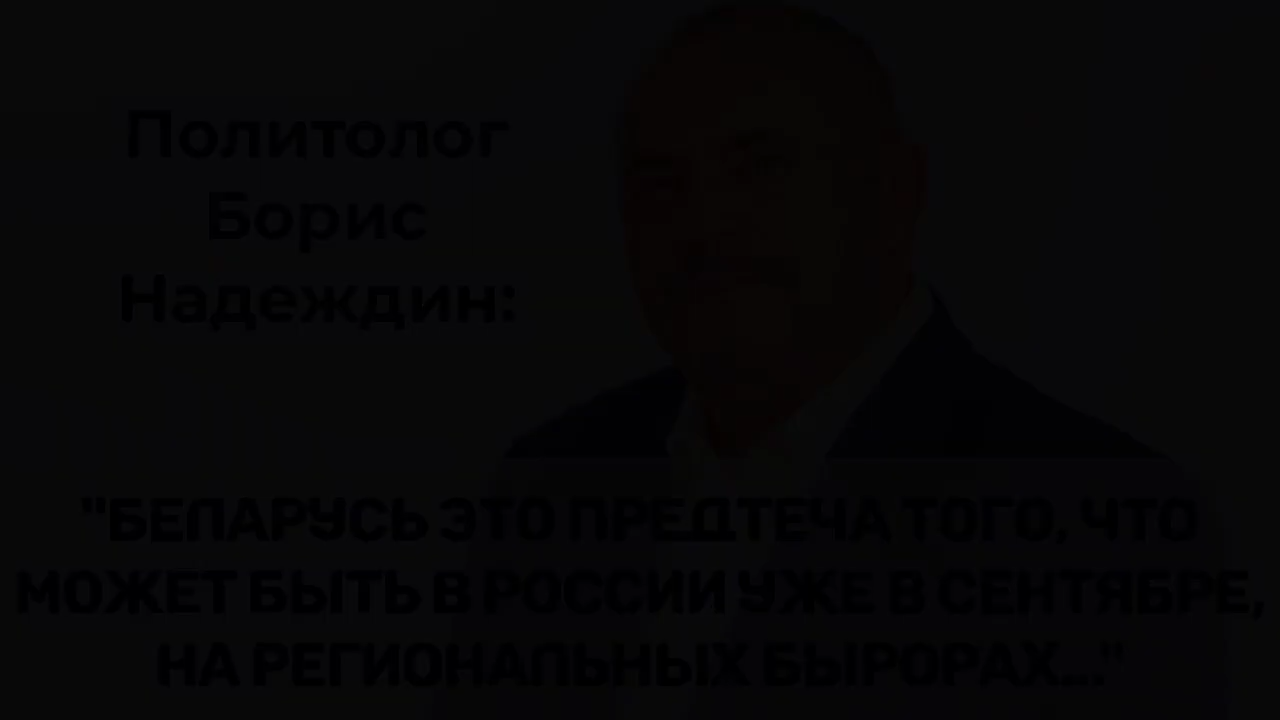 Политолог
Борис
Надеждин:
"БЕЛАРУСЬ ЭТО ПРЕДТЕЧА ТОГО, ЧТО
МОЖЕТ БЫТЬ В РОССИИ УЖЕ В СЕНТЯБРЕ,
НА РЕГИОНАЛЬНЫХ БЫРОРАХ..."